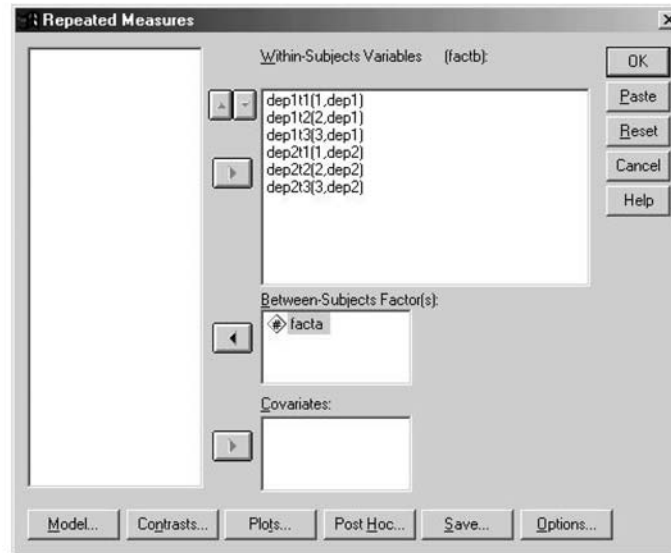 Repeated Measures
Within-Subjects Variables (factb):
dep1t1(1,dep1)
dep1t2(2,dep1)
dep1t3(3,dep1)
dep2t1(1,dep2)
dep2t2(2,dep2)
dep2t3(3,dep2)
OK
Paste
Reset
Cancel
Help
Between-Subjects Factor(s):
# facta
Covariates:
Model... Contrasts... Plots... Post Hoc... Save... Options...